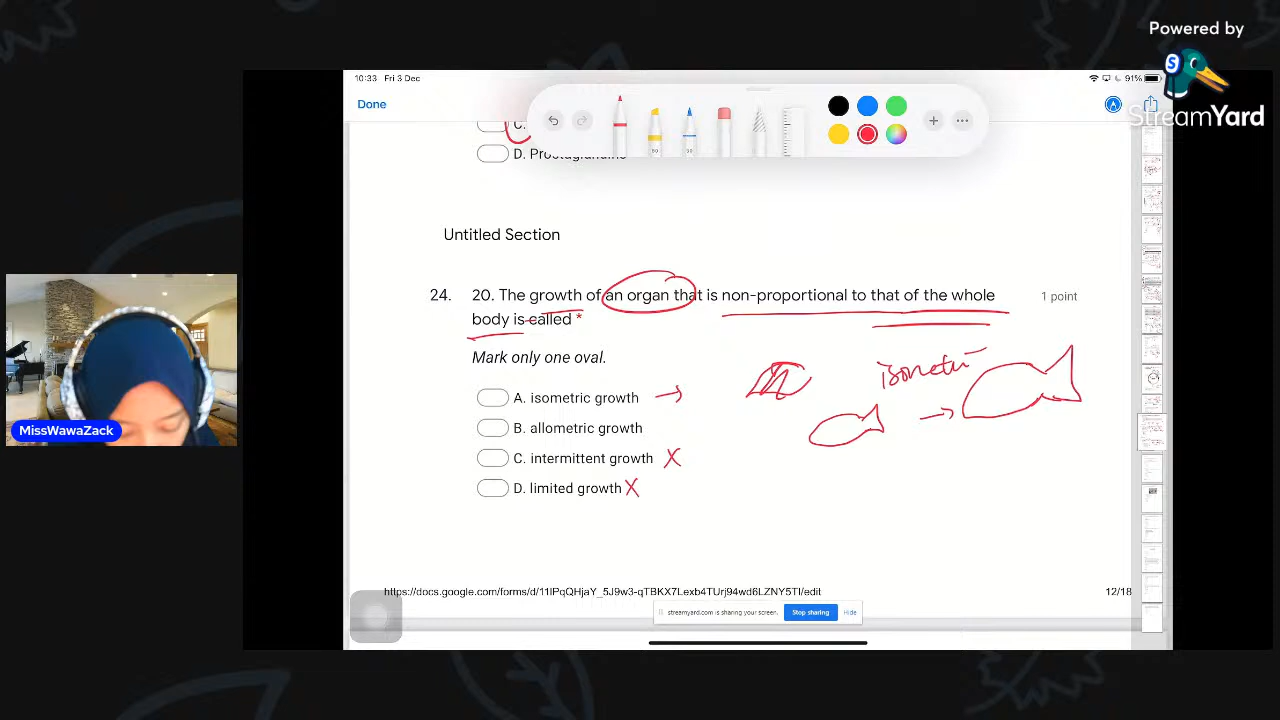 Powered by
StreamYard
10:33 Fri 3 Dec
91%
Done
C.
D. Prostaglandins
Untitled Section
24. 20. The growth of an organ that is non-proportional to that of the whole 1 point
body is called *
Mark only one oval.
isometric
A. isometric growth
B. allometric growth
C. intermittent growth X
D. limited growth X
MissWawaZack
12/18
streamyard.com is sharing your screen. Stop sharing Hide